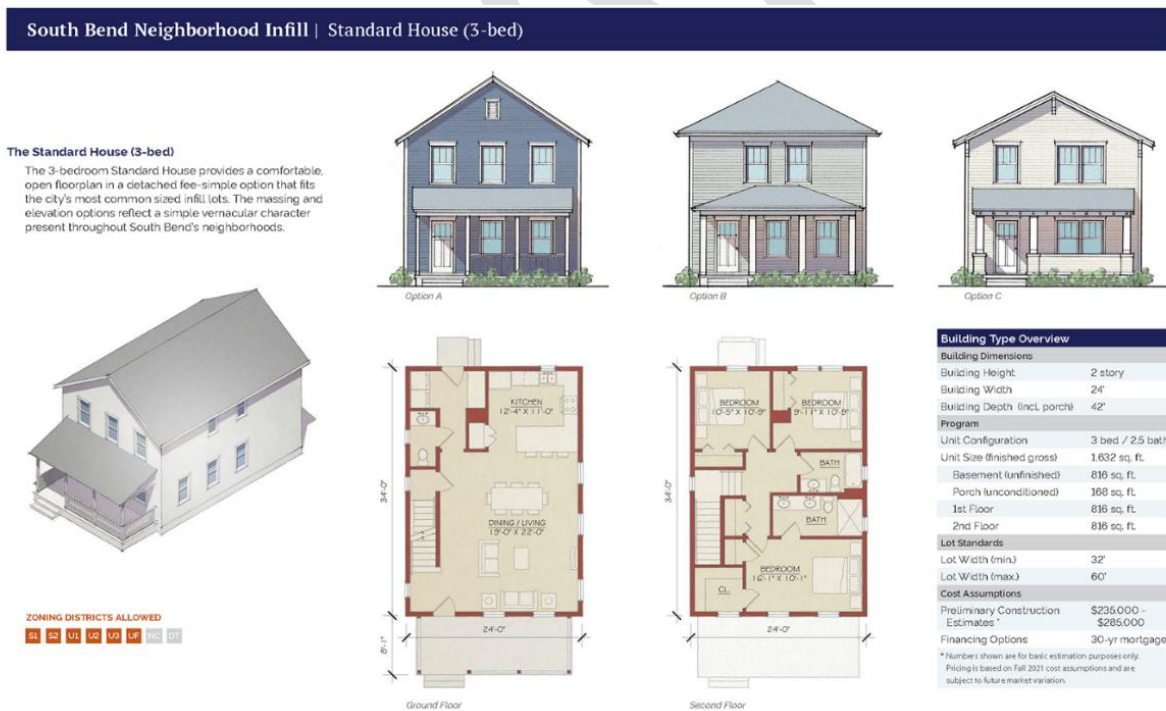 South Bend Neighborhood Infill | Standard House (3-bed)
The Standard House (3-bed)
The 3-bedroom Standard House provides a comfortable,
open floorplan in a detached fee-simple option that fits
the city's most common sized infill lots. The massing and
elevation options reflect a simple vernacular character
present throughout South Bend's neighborhoods.
Option A
Option B
Option C
ZONING DISTRICTS ALLOWED
S1 S2 U1 U2 U3 UF NC DT
KITCHEN
12'-4" X 11'-0"
DINING / LIVING
19'-0" X 22'-0"
34'-0"
24'-0"
8'-1"
Ground Floor
BEDROOM
10'-5" X 10'-9"
BEDROOM
9'-11" X 10'-9"
BATH
BATH
BEDROOM
16'-1" X 10'-1"
CL.
34'-0"
24'-0"
Second Floor
Building Type Overview
Building Dimensions
Building Height 2 story
Building Width 24'
Building Depth (incl. porch) 42'
Program
Unit Configuration 3 bed / 2.5 bath
Unit Size (finished gross) 1,632 sq. ft.
Basement (unfinished) 816 sq. ft.
Porch (unconditioned) 168 sq. ft.
1st Floor 816 sq. ft.
2nd Floor 816 sq. ft.
Lot Standards
Lot Width (min.) 32'
Lot Width (max.) 60'
Cost Assumptions
Preliminary Construction $235,000 -
Estimates * $285,000
Financing Options 30-yr mortgage
* Numbers shown are for basic estimation purposes only.
Pricing is based on Fall 2021 cost assumptions and are
subject to future market variation.